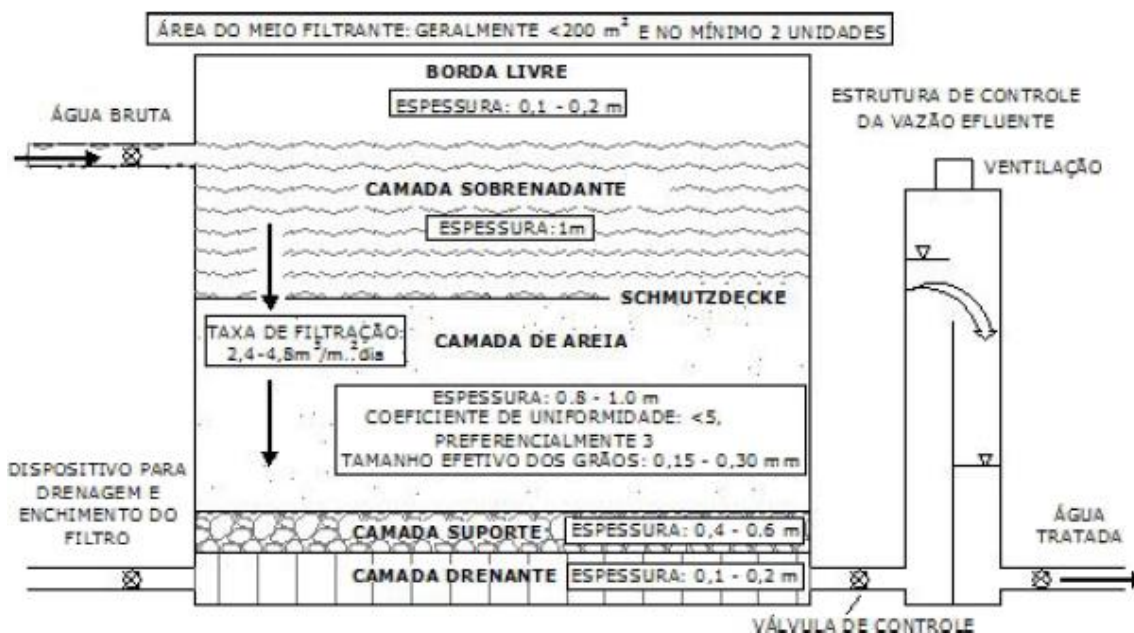 ÁREA DO MEIO FILTRANTE: GERALMENTE <200 m² E NO MÍNIMO 2 UNIDADES
BORDA LIVRE
ESPESSURA: 0,1 - 0,2 m
ÁGUA BRUTA
ESTRUTURA DE CONTROLE
DA VAZÃO EFLUENTE
VENTILAÇÃO
CAMADA SOBRENADANTE
ESPESSURA: 1m
SCHMUTZDECKE
TAXA DE FILTRAÇÃO:
2,4-4,8m³/m..²dia
CAMADA DE AREIA
ESPESSURA: 0.8 - 1.0 m
COEFICIENTE DE UNIFORMIDADE: <5,
PREFERENCIALMENTE 3
TAMANHO EFETIVO DOS GRÃOS: 0,15 - 0,30 mm
DISPOSITIVO PARA
DRENAGEM E
ENCHIMENTO DO
FILTRO
CAMADA SUPORTE
ESPESSURA: 0,4 - 0.6 m
CAMADA DRENANTE
ESPESSURA: 0,1 - 0,2 m
ÁGUA
TRATADA
VÁLVULA DE CONTROLE